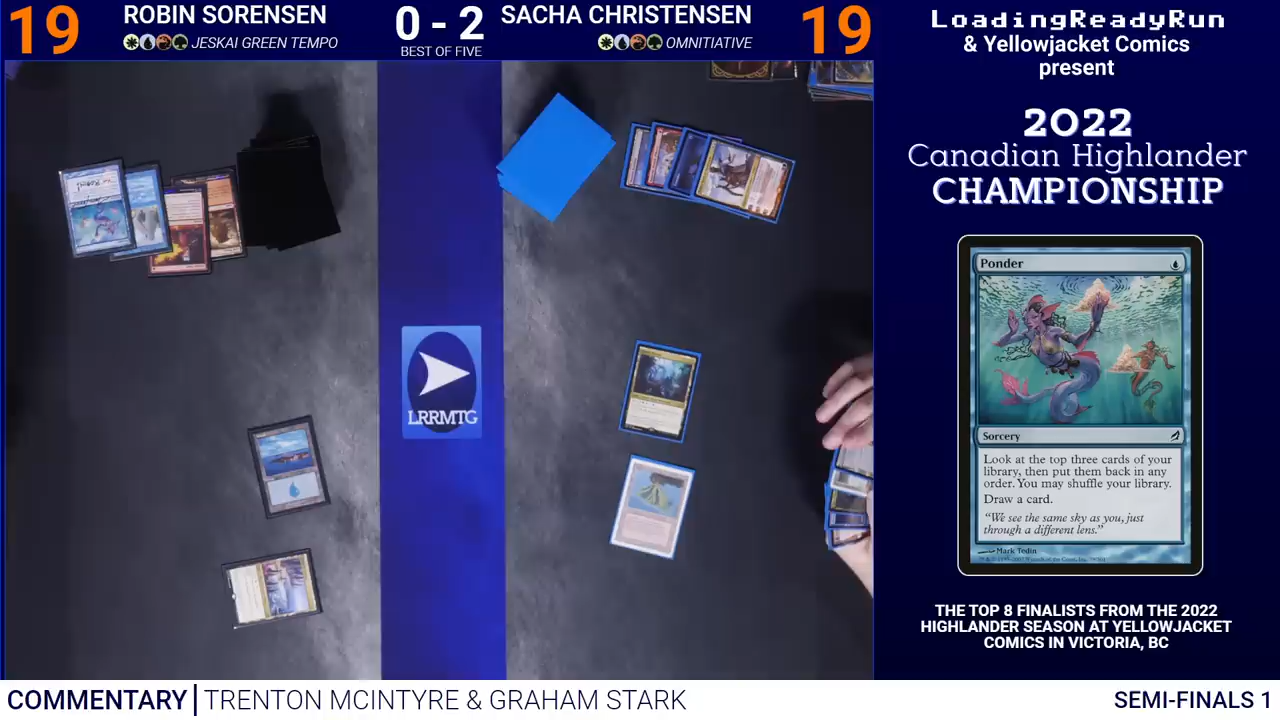 19
ROBIN SORENSEN
JESKAI GREEN TEMPO
0 - 2
BEST OF FIVE
SACHA CHRISTENSEN
OMNITIATIVE
19
LoadingReadyRun
& Yellowjacket Comics
present
2022
Canadian Highlander
CHAMPIONSHIP
Ponder
Sorcery
Look at the top three cards of your
library, then put them back in any
order. You may shuffle your library.
Draw a card.
"We see the same sky as you, just
through a different lens."
Mark Tedin
THE TOP 8 FINALISTS FROM THE 2022
HIGHLANDER SEASON AT YELLOWJACKET
COMICS IN VICTORIA, BC
LRRMTG
COMMENTARY TRENTON MCINTYRE & GRAHAM STARK
SEMI-FINALS 1